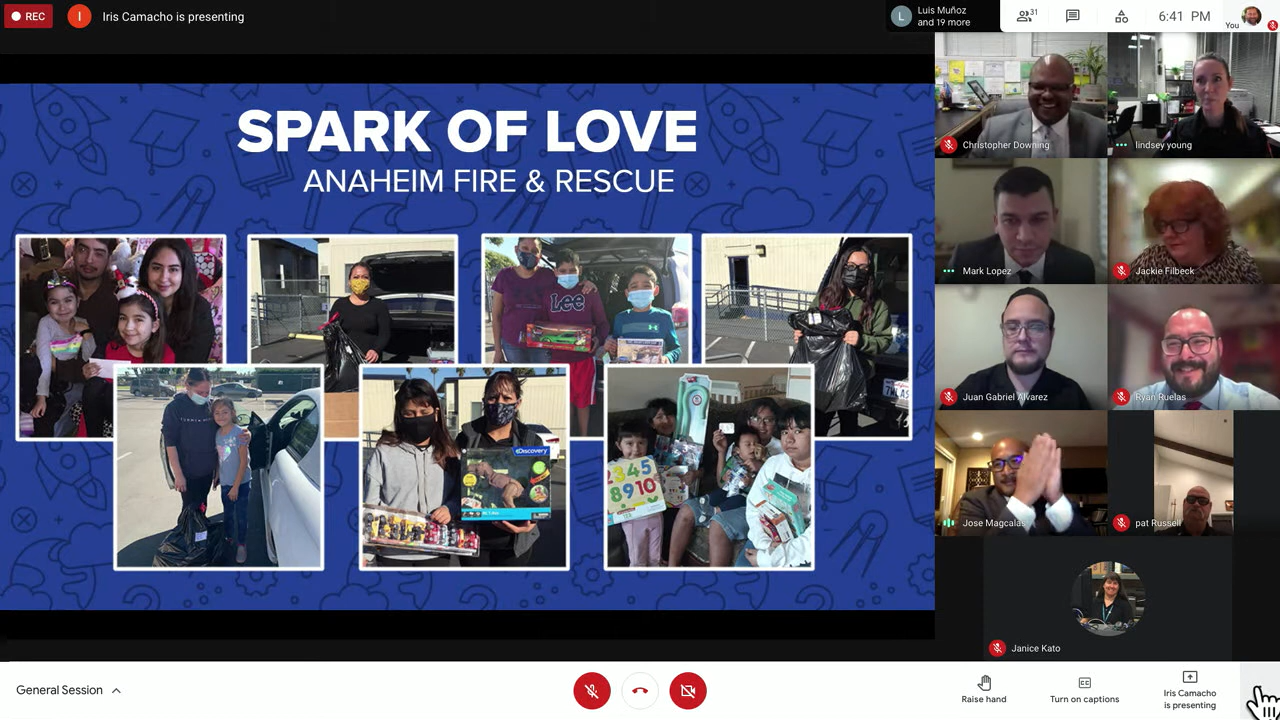 REC
I
Iris Camacho is presenting
L
Luis Muñoz
and 19 more
31
6:41 PM
You
SPARK OF LOVE
ANAHEIM FIRE & RESCUE
Lee
Discovery
2345
8910
Christopher Downing
lindsey young
Mark Lopez
Jackie Filbeck
Juan Gabriel Alvarez
Ryan Ruelas
Jose Magcalas
pat Russell
Janice Kato
General Session
CC
Raise hand
Turn on captions
Iris Camacho
is presenting